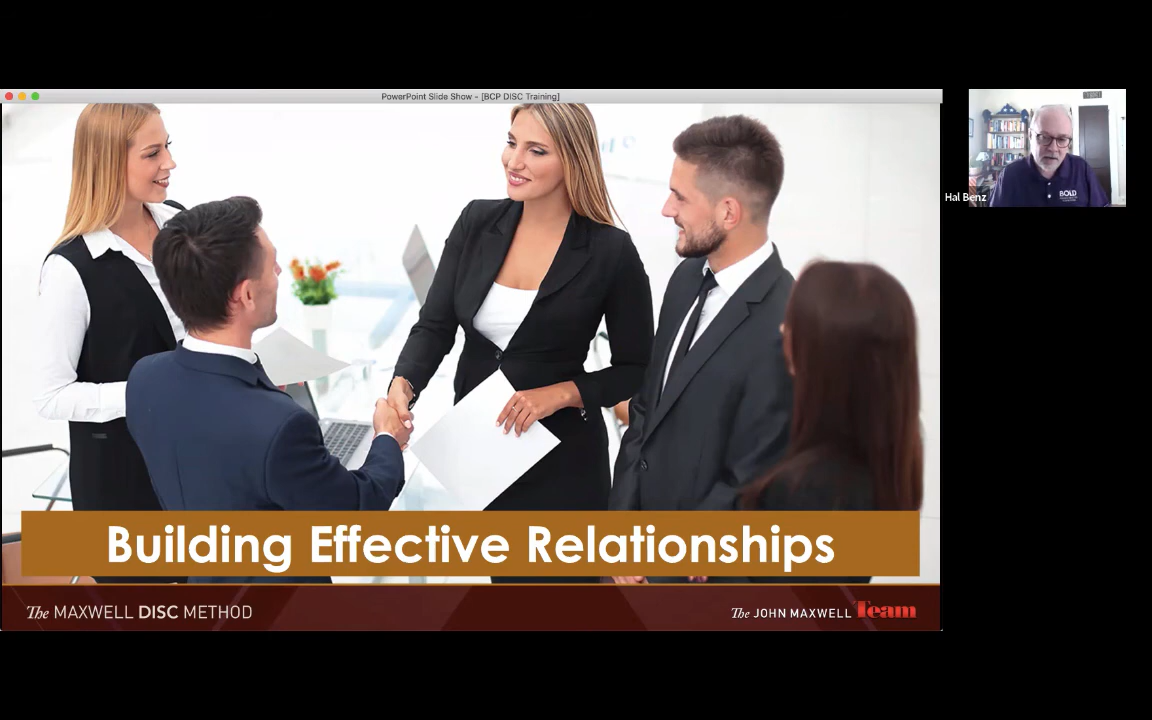 PowerPoint Slide Show - [BCP DISC Training]
Building Effective Relationships
The MAXWELL DISC METHOD
The JOHN MAXWELL Team
BOLD
Hal Benz